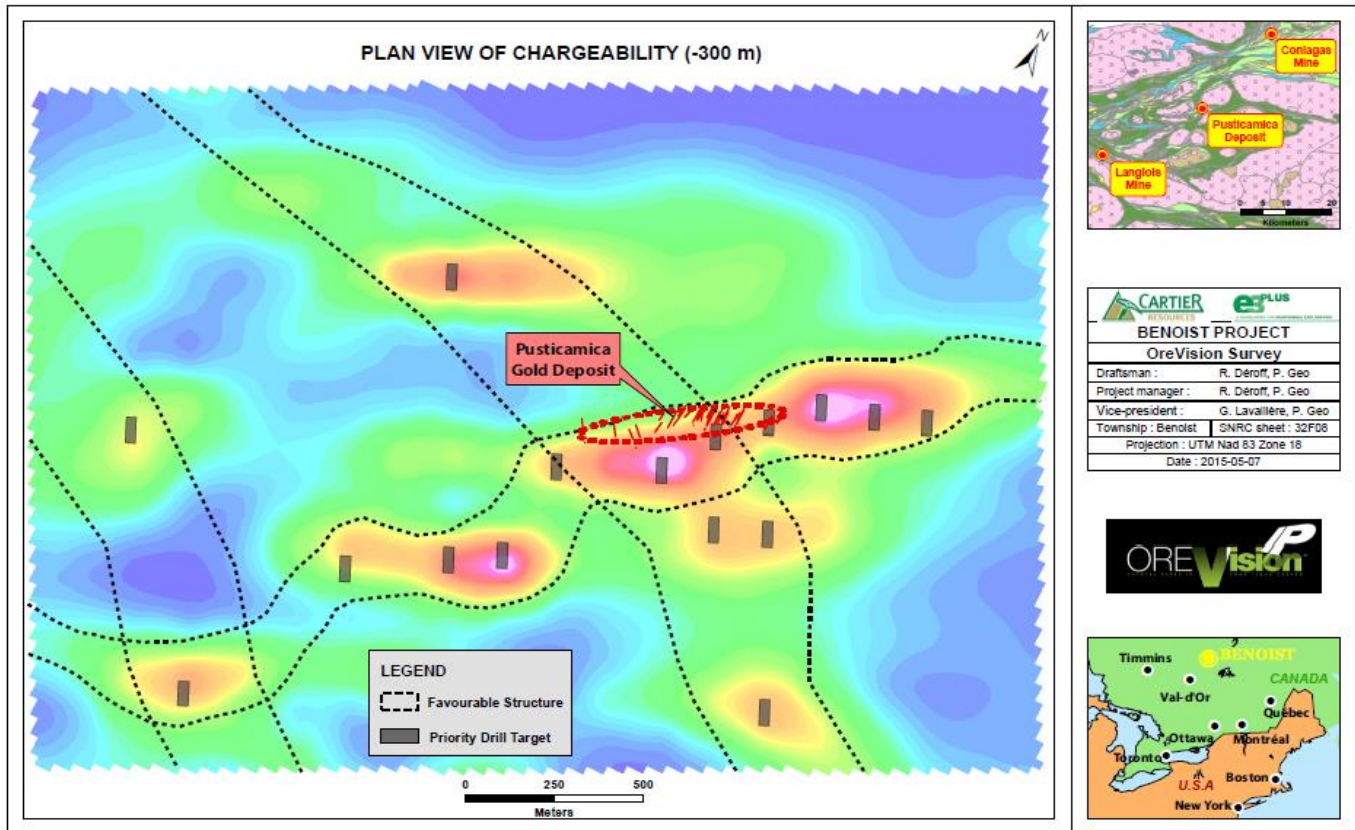 PLAN VIEW OF CHARGEABILITY (-300 m)
N
Pusticamica
Gold Deposit
LEGEND
Favourable Structure
Priority Drill Target
0 250 500
Meters
Coniagas
Mine
Pusticamica
Deposit
Langlois
Mine
0 5 10 20
Kilometers
CARTIER
RESOURCES
e3PLUS
BENOIST PROJECT
OreVision Survey
Draftsman : R. Déroff, P. Geo
Project manager : R. Déroff, P. Geo
Vice-president : G. Lavallière, P. Geo
Township : Benoist SNRC sheet : 32F08
Projection : UTM Nad 83 Zone 18
Date : 2015-05-07
OREVision IP
BENOIST
Timmins
CANADA
Val-d'Or
Québec
Ottawa
Montréal
Toronto
U.S.A
Boston
New York